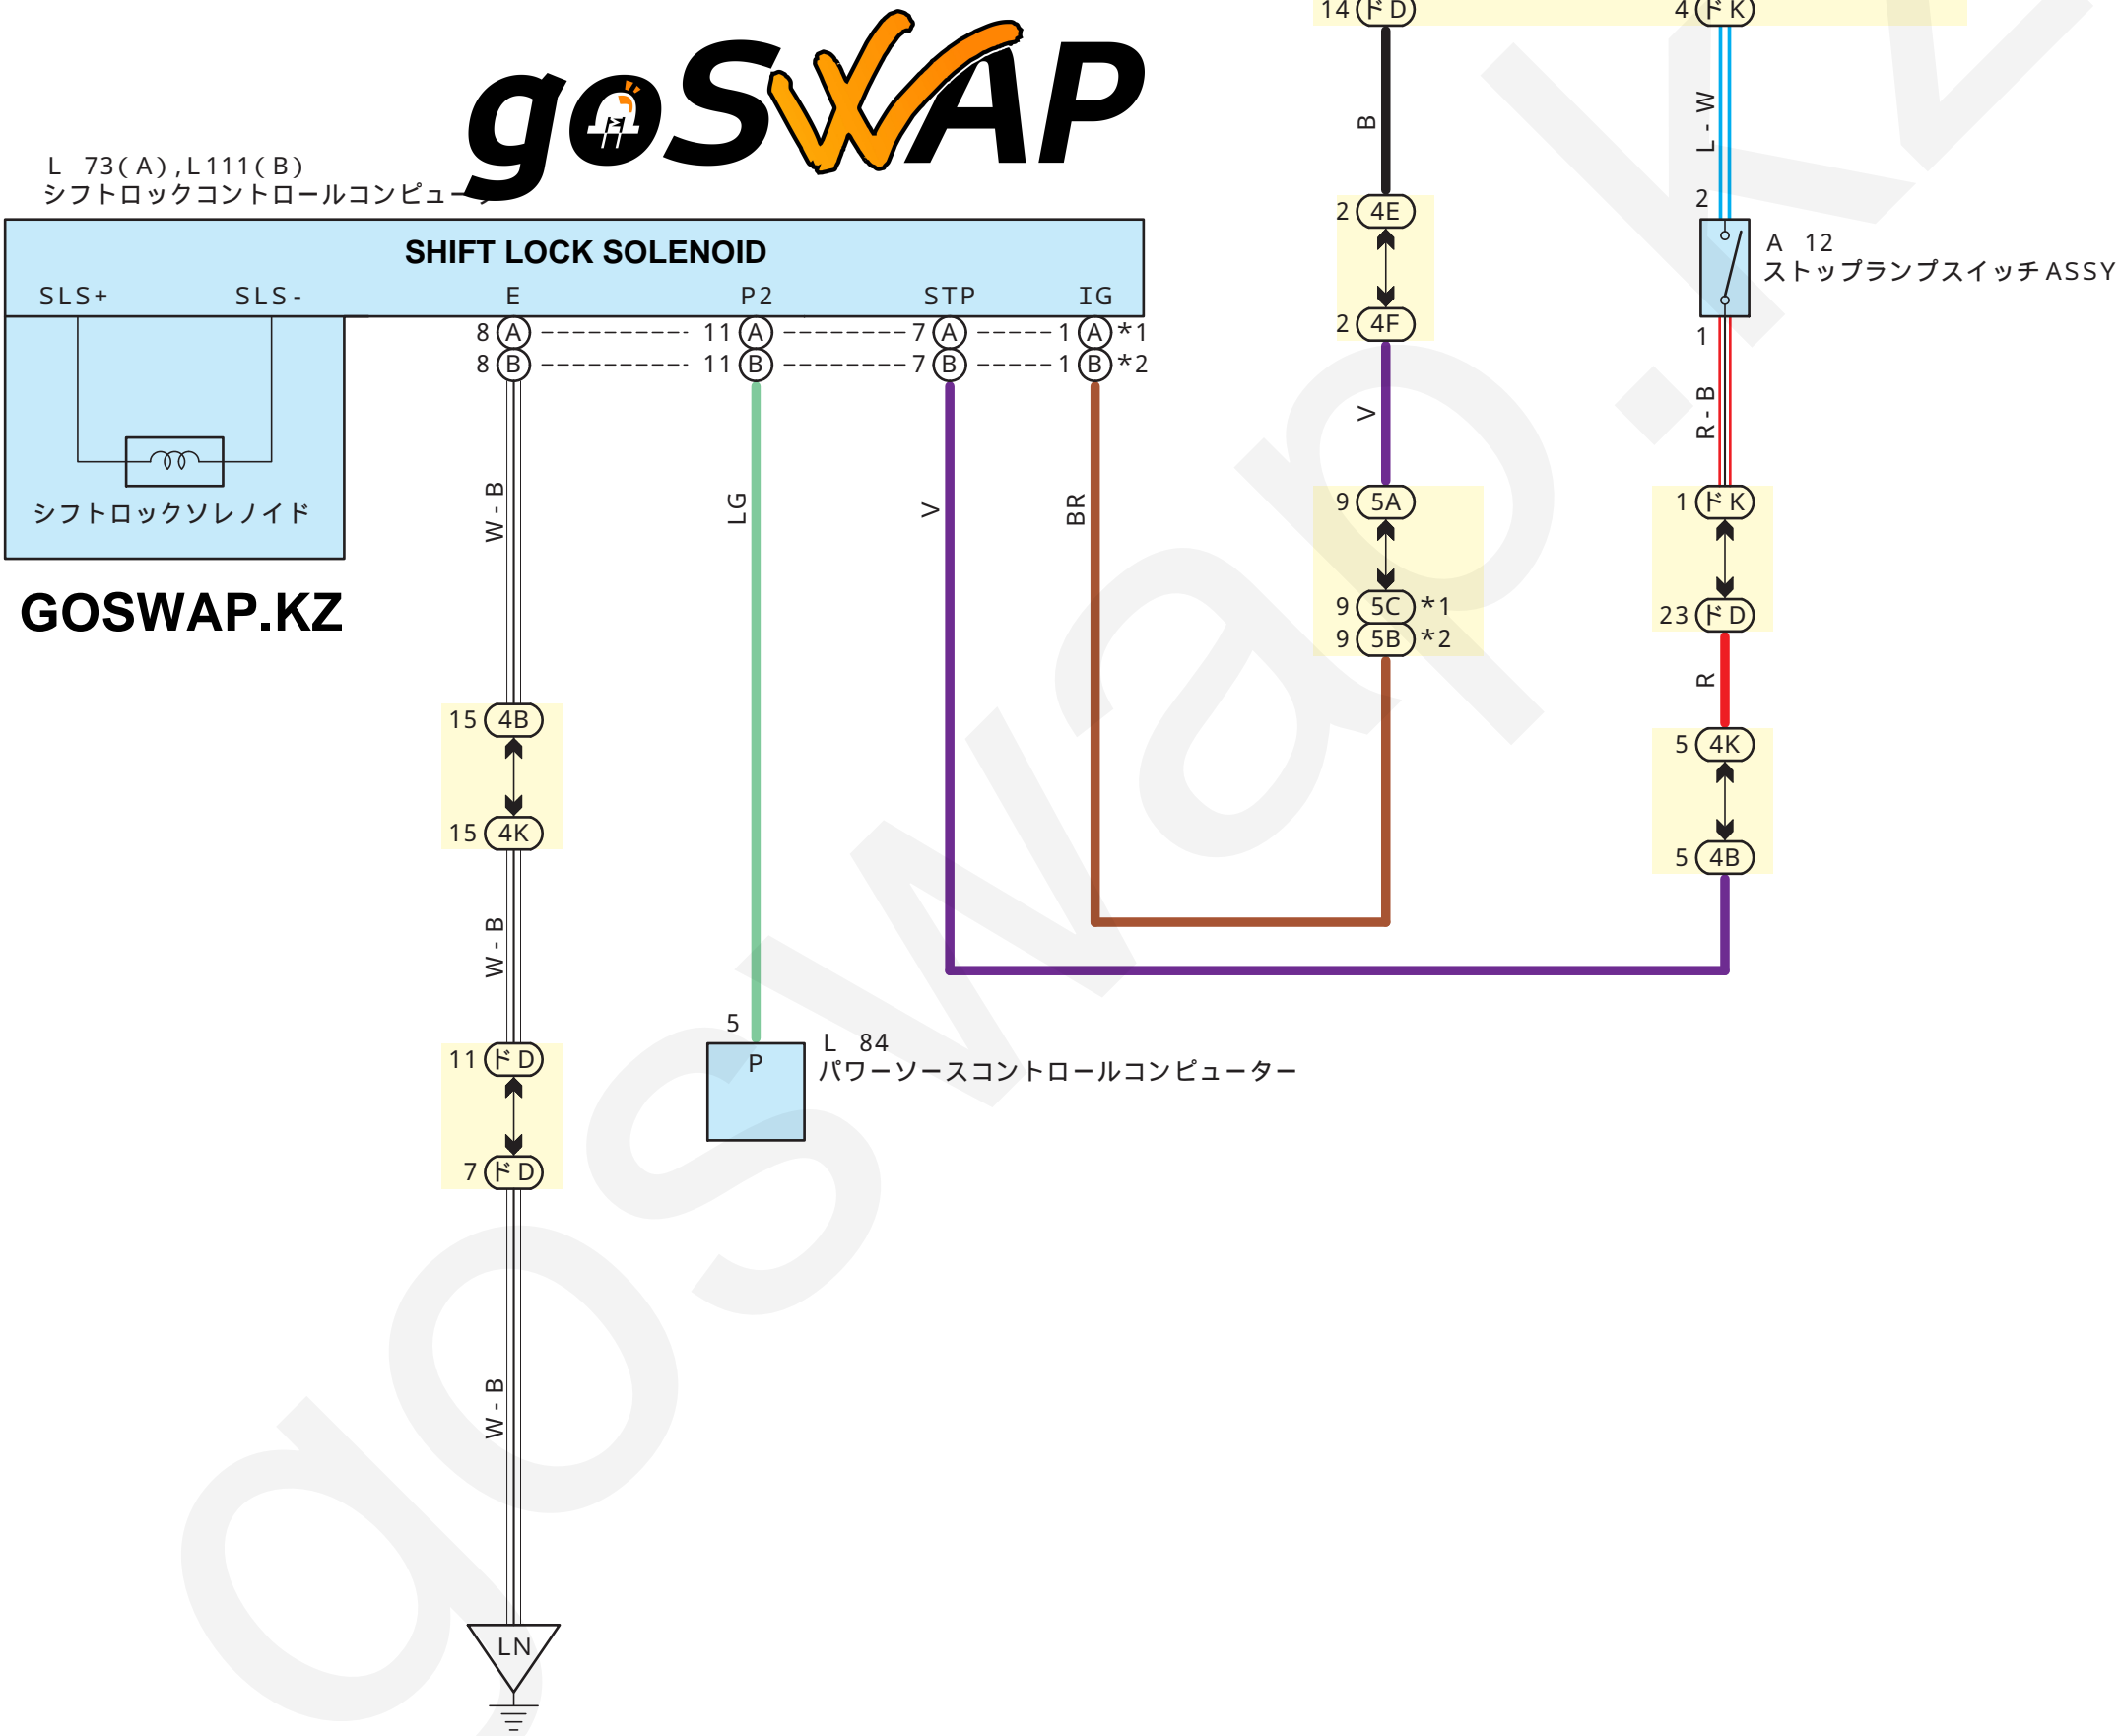 goSWAP
14 ドD
4 ドK
B
L-W
L 73(A),L111(B)
シフトロックコントロールコンピュー
SHIFT LOCK SOLENOID
SLS+ SLS- E P2 STP IG
8 A 11 A 7 A 1 A *1
8 B 11 B 7 B 1 B *2
シフトロックソレノイド
GOSWAP.KZ
2 4E
2 4F
2
A 12
ストップランプスイッチASSY
1
V
R-B
W-B
LG
V
BR
9 5A
1 ドK
9 5C *1
9 5B *2
23 ドD
R
15 4B
5 4K
15 4K
5 4B
W-B
5
P
L 84
パワーソースコントロールコンピューター
11 ドD
7 ドD
W-B
LN
goswap.kz